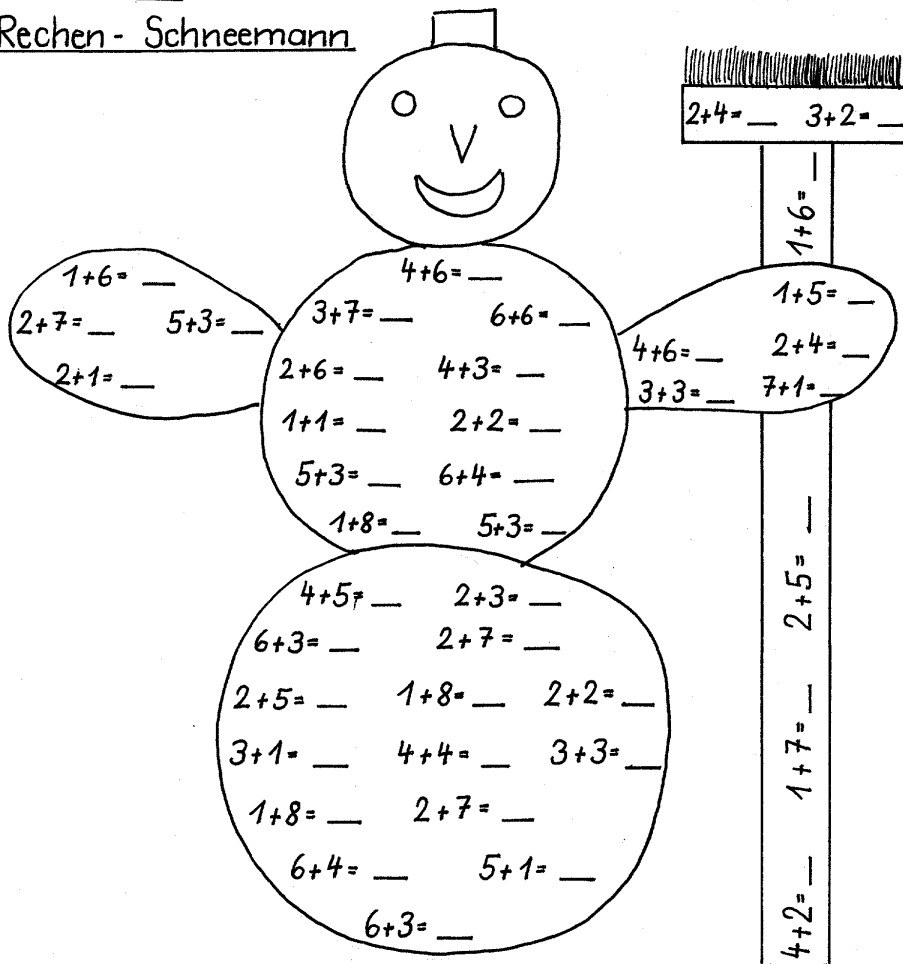 Rechen - Schneemann
2+4= __ 3+2= __
1+6= __
1+6= __
2+7= __ 5+3= __
2+1= __
4+6= __
3+7= __ 6+6= __
2+6= __ 4+3= __
1+1= __ 2+2= __
5+3= __ 6+4= __
1+8= __ 5+3= __
1+5= __
4+6= __ 2+4= __
3+3= __ 7+1= __
4+5= __ 2+3= __
6+3= __ 2+7= __
2+5= __ 1+8= __ 2+2= __
3+1= __ 4+4= __ 3+3= __
1+8= __ 2+7= __
6+4= __ 5+1= __
6+3= __
2+5= __
1+7= __
4+2= __